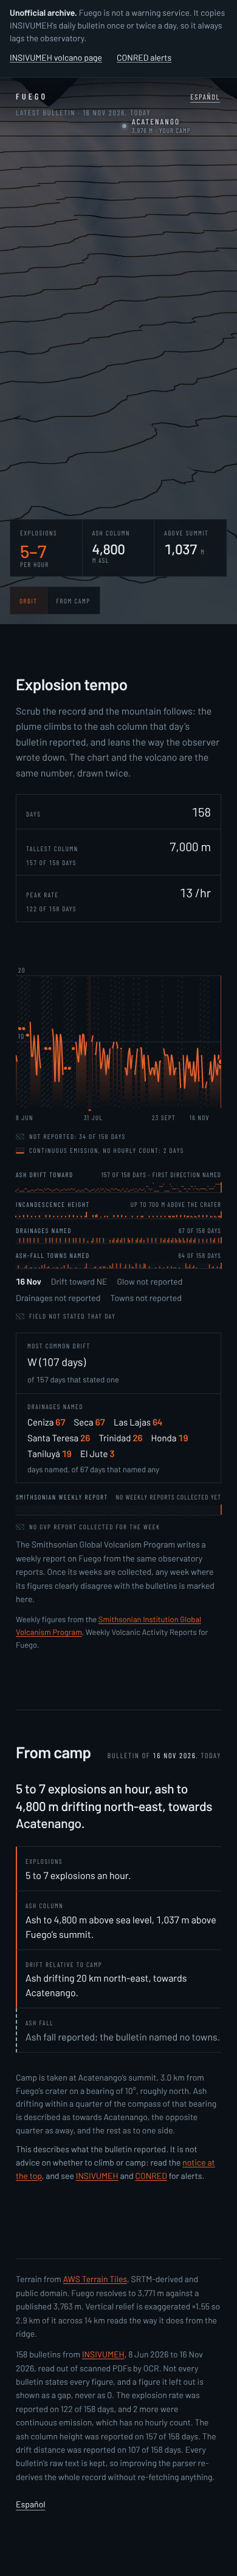 Unofficial archive. Fuego is not a warning service. It copies
INSIVUMEH's daily bulletin once or twice a day, so it always
lags the observatory.
INSIVUMEH volcano page CONRED alerts
FUEGO ESPAÑOL
LATEST BULLETIN · 16 NOV 2026, TODAY
ACATENANGO
3,976 M · YOUR CAMP
EXPLOSIONS ASH COLUMN ABOVE SUMMIT
5–7 4,800 1,037 M
PER HOUR M ASL
ORBIT FROM CAMP
Explosion tempo
Scrub the record and the mountain follows: the
plume climbs to the ash column that day's
bulletin reported, and leans the way the observer
wrote down. The chart and the volcano are the
same number, drawn twice.
DAYS 158
TALLEST COLUMN 7,000 m
157 OF 158 DAYS
PEAK RATE 13 /hr
122 OF 158 DAYS
20
10
8 JUN 31 JUL 23 SEPT 16 NOV
NOT REPORTED: 34 OF 158 DAYS
CONTINUOUS EMISSION, NO HOURLY COUNT: 2 DAYS
ASH DRIFT TOWARD 157 OF 158 DAYS · FIRST DIRECTION NAMED
INCANDESCENCE HEIGHT UP TO 700 M ABOVE THE CRATER
DRAINAGES NAMED 67 OF 158 DAYS
ASH-FALL TOWNS NAMED 64 OF 158 DAYS
16 Nov Drift toward NE Glow not reported
Drainages not reported Towns not reported
FIELD NOT STATED THAT DAY
MOST COMMON DRIFT
W (107 days)
of 157 days that stated one
DRAINAGES NAMED
Ceniza 67 Seca 67 Las Lajas 64
Santa Teresa 26 Trinidad 26 Honda 19
Taniluyá 19 El Jute 3
days named, of 67 days that named any
SMITHSONIAN WEEKLY REPORT NO WEEKLY REPORTS COLLECTED YET
NO GVP REPORT COLLECTED FOR THE WEEK
The Smithsonian Global Volcanism Program writes a
weekly report on Fuego from the same observatory
reports. Once its weeks are collected, any week where
its figures clearly disagree with the bulletins is marked
here.
Weekly figures from the Smithsonian Institution Global
Volcanism Program, Weekly Volcanic Activity Reports for
Fuego.
From camp BULLETIN OF 16 NOV 2026, TODAY
5 to 7 explosions an hour, ash to
4,800 m drifting north-east, towards
Acatenango.
EXPLOSIONS
5 to 7 explosions an hour.
ASH COLUMN
Ash to 4,800 m above sea level, 1,037 m above
Fuego's summit.
DRIFT RELATIVE TO CAMP
Ash drifting 20 km north-east, towards
Acatenango.
ASH FALL
Ash fall reported; the bulletin named no towns.
Camp is taken at Acatenango's summit, 3.0 km from
Fuego's crater on a bearing of 10°, roughly north. Ash
drifting within a quarter of the compass of that bearing
is described as towards Acatenango, the opposite
quarter as away, and the rest as to one side.
This describes what the bulletin reported. It is not
advice on whether to climb or camp: read the notice at
the top, and see INSIVUMEH and CONRED for alerts.
Terrain from AWS Terrain Tiles, SRTM-derived and
public domain. Fuego resolves to 3,771 m against a
published 3,763 m. Vertical relief is exaggerated ×1.55 so
2.9 km of it across 14 km reads the way it does from the
ridge.
158 bulletins from INSIVUMEH, 8 Jun 2026 to 16 Nov
2026, read out of scanned PDFs by OCR. Not every
bulletin states every figure, and a figure it left out is
shown as a gap, never as 0. The explosion rate was
reported on 122 of 158 days, and 2 more were
continuous emission, which has no hourly count. The
ash column height was reported on 157 of 158 days. The
drift distance was reported on 107 of 158 days. Every
bulletin's raw text is kept, so improving the parser re-
derives the whole record without re-fetching anything.
Español